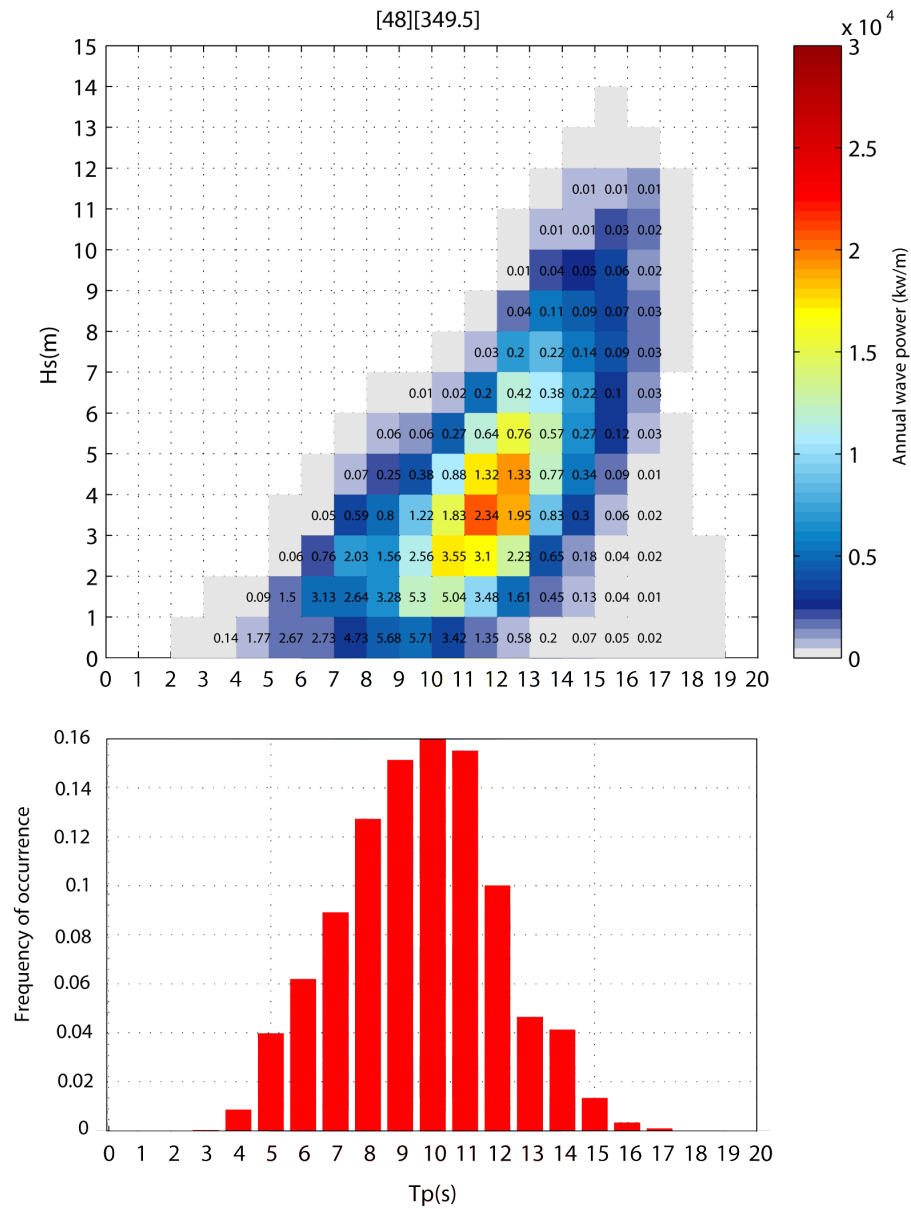 [48][349.5]
x 10⁴
15
14
13
12
11
10
9
8
7
6
5
4
3
2
1
0
Hs(m)
0.01 0.01 0.01
0.01 0.01 0.03 0.02
0.01 0.04 0.05 0.06 0.02
0.04 0.11 0.09 0.07 0.03
0.03 0.2 0.22 0.14 0.09 0.03
0.01 0.02 0.2 0.42 0.38 0.22 0.1 0.03
0.06 0.06 0.27 0.64 0.76 0.57 0.27 0.12 0.03
0.07 0.25 0.38 0.88 1.32 1.33 0.77 0.34 0.09 0.01
0.05 0.59 0.8 1.22 1.83 2.34 1.95 0.83 0.3 0.06 0.02
0.06 0.76 2.03 1.56 2.56 3.55 3.1 2.23 0.65 0.18 0.04 0.02
0.09 1.5 3.13 2.64 3.28 5.3 5.04 3.48 1.61 0.45 0.13 0.04 0.01
0.14 1.77 2.67 2.73 4.73 5.68 5.71 3.42 1.35 0.58 0.2 0.07 0.05 0.02
0 1 2 3 4 5 6 7 8 9 10 11 12 13 14 15 16 17 18 19 20
3
2.5
2
1.5
1
0.5
0
Annual wave power (kw/m)
0.16
0.14
0.12
0.1
0.08
0.06
0.04
0.02
0
Frequency of occurrence
0 1 2 3 4 5 6 7 8 9 10 11 12 13 14 15 16 17 18 19 20
Tp(s)